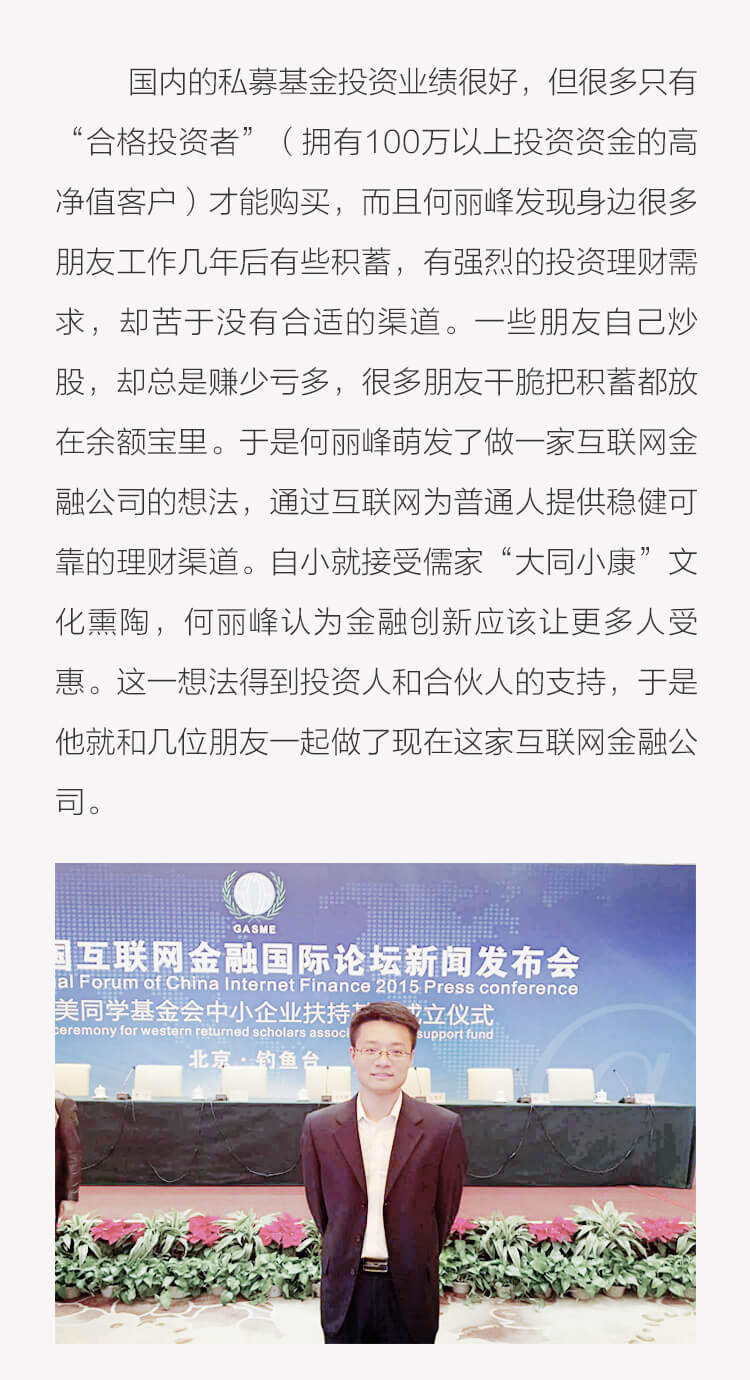 国内的私募基金投资业绩很好，但很多只有
“合格投资者”（拥有100万以上投资资金的高
净值客户）才能购买，而且何丽峰发现身边很多
朋友工作几年后有些积蓄，有强烈的投资理财需
求，却苦于没有合适的渠道。一些朋友自己炒
股，却总是赚少亏多，很多朋友干脆把积蓄都放
在余额宝里。于是何丽峰萌发了做一家互联网金
融公司的想法，通过互联网为普通人提供稳健可
靠的理财渠道。自小就接受儒家“大同小康”文
化熏陶，何丽峰认为金融创新应该让更多人受
惠。这一想法得到投资人和合伙人的支持，于是
他就和几位朋友一起做了现在这家互联网金融公
司。
GASME
国互联网金融国际论坛新闻发布会
al Forum of China Internet Finance 2015 Press conference
美同学基金会中小企业扶持 成立仪式
ceremony for western returned scholars support fund
北京·钓鱼台